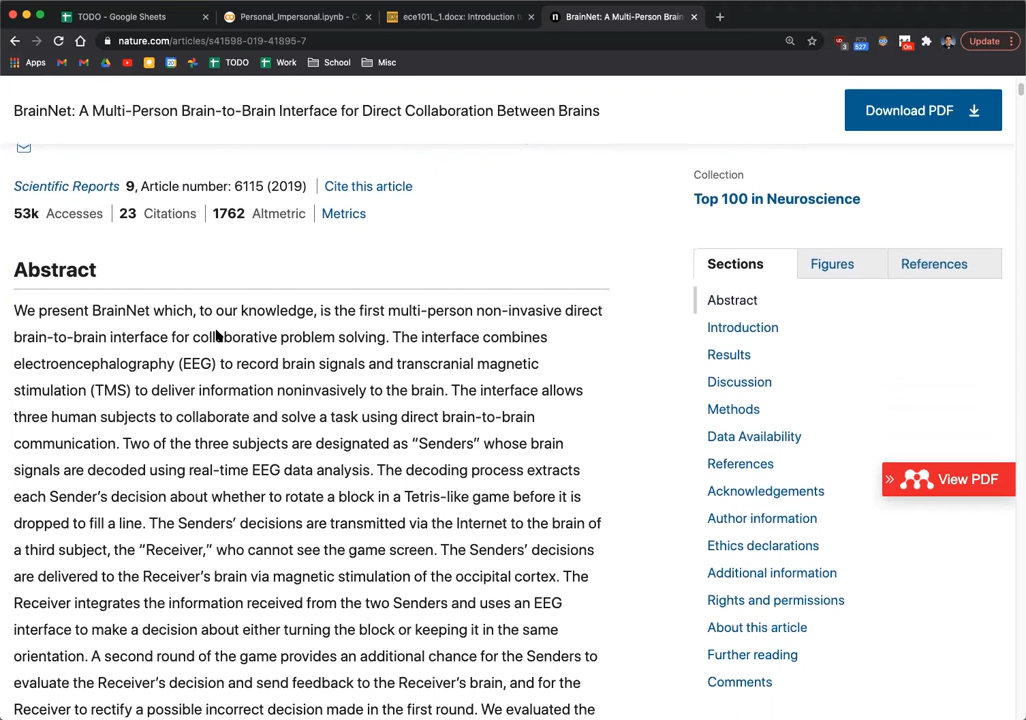 TODO - Google Sheets
Personal_Impersonal.ipynb - C
ece101L_1.docx: Introduction t
n BrainNet: A Multi-Person Brain
nature.com/articles/s41598-019-41895-7
3
527
On
Update
Apps
TODO
Work
School
Misc
BrainNet: A Multi-Person Brain-to-Brain Interface for Direct Collaboration Between Brains
Download PDF
Scientific Reports 9, Article number: 6115 (2019) | Cite this article
53k Accesses | 23 Citations | 1762 Altmetric | Metrics
Abstract
We present BrainNet which, to our knowledge, is the first multi-person non-invasive direct
brain-to-brain interface for collaborative problem solving. The interface combines
electroencephalography (EEG) to record brain signals and transcranial magnetic
stimulation (TMS) to deliver information noninvasively to the brain. The interface allows
three human subjects to collaborate and solve a task using direct brain-to-brain
communication. Two of the three subjects are designated as “Senders” whose brain
signals are decoded using real-time EEG data analysis. The decoding process extracts
each Sender’s decision about whether to rotate a block in a Tetris-like game before it is
dropped to fill a line. The Senders’ decisions are transmitted via the Internet to the brain of
a third subject, the “Receiver,” who cannot see the game screen. The Senders’ decisions
are delivered to the Receiver’s brain via magnetic stimulation of the occipital cortex. The
Receiver integrates the information received from the two Senders and uses an EEG
interface to make a decision about either turning the block or keeping it in the same
orientation. A second round of the game provides an additional chance for the Senders to
evaluate the Receiver’s decision and send feedback to the Receiver’s brain, and for the
Receiver to rectify a possible incorrect decision made in the first round. We evaluated the
Collection
Top 100 in Neuroscience
Sections
Figures
References
Abstract
Introduction
Results
Discussion
Methods
Data Availability
References
Acknowledgements
Author information
Ethics declarations
Additional information
Rights and permissions
About this article
Further reading
Comments
» View PDF